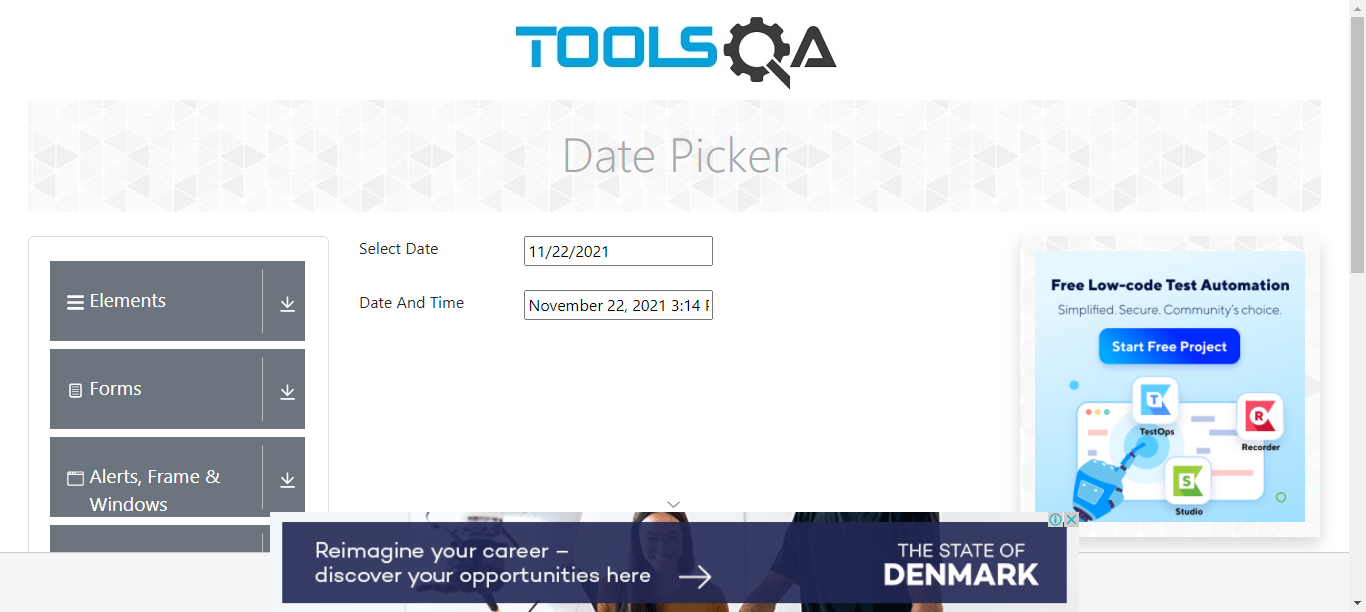 TOOLSQA
Date Picker
Elements
Forms
Alerts, Frame &
Windows
Select Date
11/22/2021
Date And Time
November 22, 2021 3:14
Free Low-code Test Automation
Simplified. Secure. Community's choice.
Start Free Project
T
TestOps
R
Recorder
S
Studio
Reimagine your career –
discover your opportunities here
THE STATE OF
DENMARK